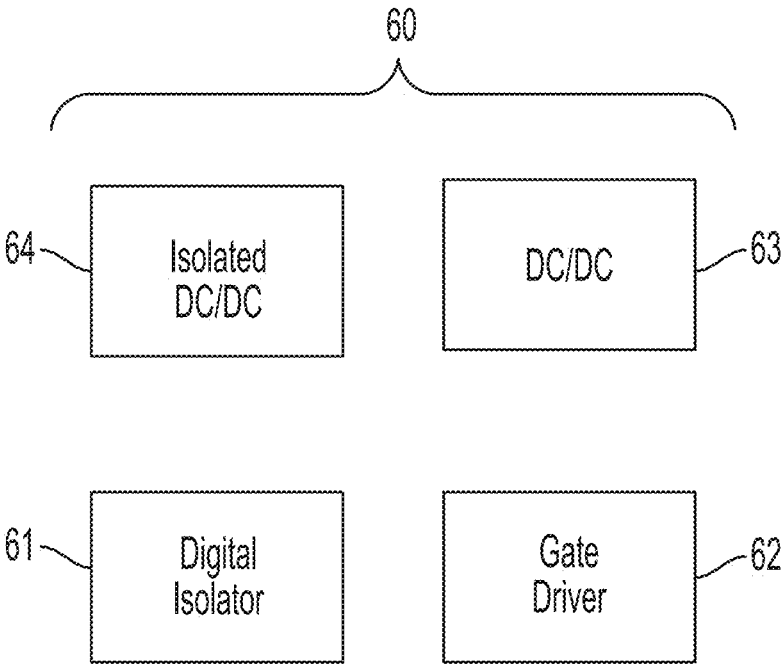 60
64
Isolated
DC/DC
DC/DC
63
61
Digital
Isolator
Gate
Driver
62